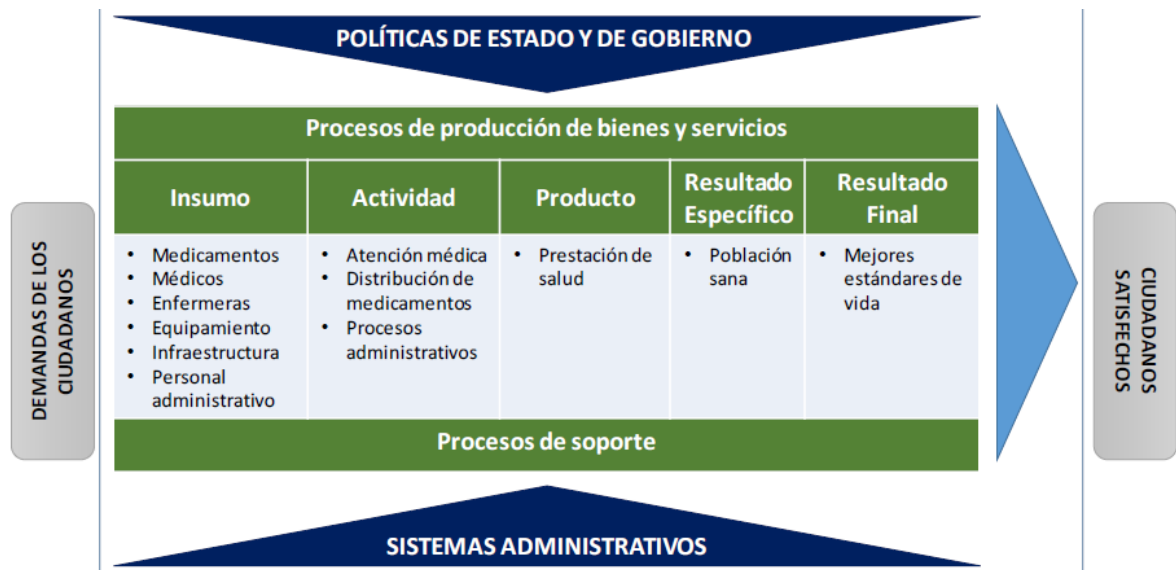 POLÍTICAS DE ESTADO Y DE GOBIERNO
DEMANDAS DE LOS
CIUDADANOS
Procesos de producción de bienes y servicios
Insumo
Actividad
Producto
Resultado
Específico
Resultado
Final
• Medicamentos
• Médicos
• Enfermeras
• Equipamiento
• Infraestructura
• Personal
administrativo
• Atención médica
• Distribución de
medicamentos
• Procesos
administrativos
• Prestación de
salud
• Población
sana
• Mejores
estándares de
vida
Procesos de soporte
CIUDADANOS
SATISFECHOS
SISTEMAS ADMINISTRATIVOS